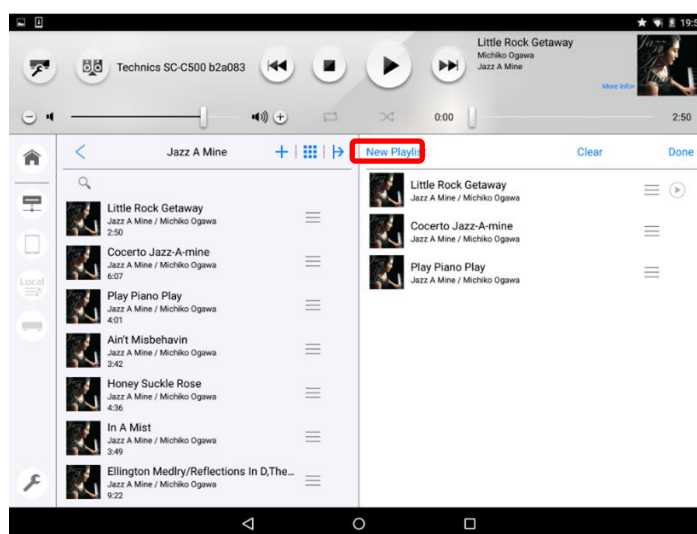 19:5
Technics SC-C500 b2a083
Little Rock Getaway
Michiko Ogawa
Jazz A Mine
More Info>
0:00
2:50
Jazz A Mine
New Playlist
Clear
Done
Local
Little Rock Getaway
Jazz A Mine / Michiko Ogawa
2:50
Cocerto Jazz-A-mine
Jazz A Mine / Michiko Ogawa
6:07
Play Piano Play
Jazz A Mine / Michiko Ogawa
4:01
Ain't Misbehavin
Jazz A Mine / Michiko Ogawa
3:42
Honey Suckle Rose
Jazz A Mine / Michiko Ogawa
4:36
In A Mist
Jazz A Mine / Michiko Ogawa
3:49
Ellington Medlry/Reflections In D,The...
Jazz A Mine / Michiko Ogawa
9:22
Little Rock Getaway
Jazz A Mine / Michiko Ogawa
Cocerto Jazz-A-mine
Jazz A Mine / Michiko Ogawa
Play Piano Play
Jazz A Mine / Michiko Ogawa